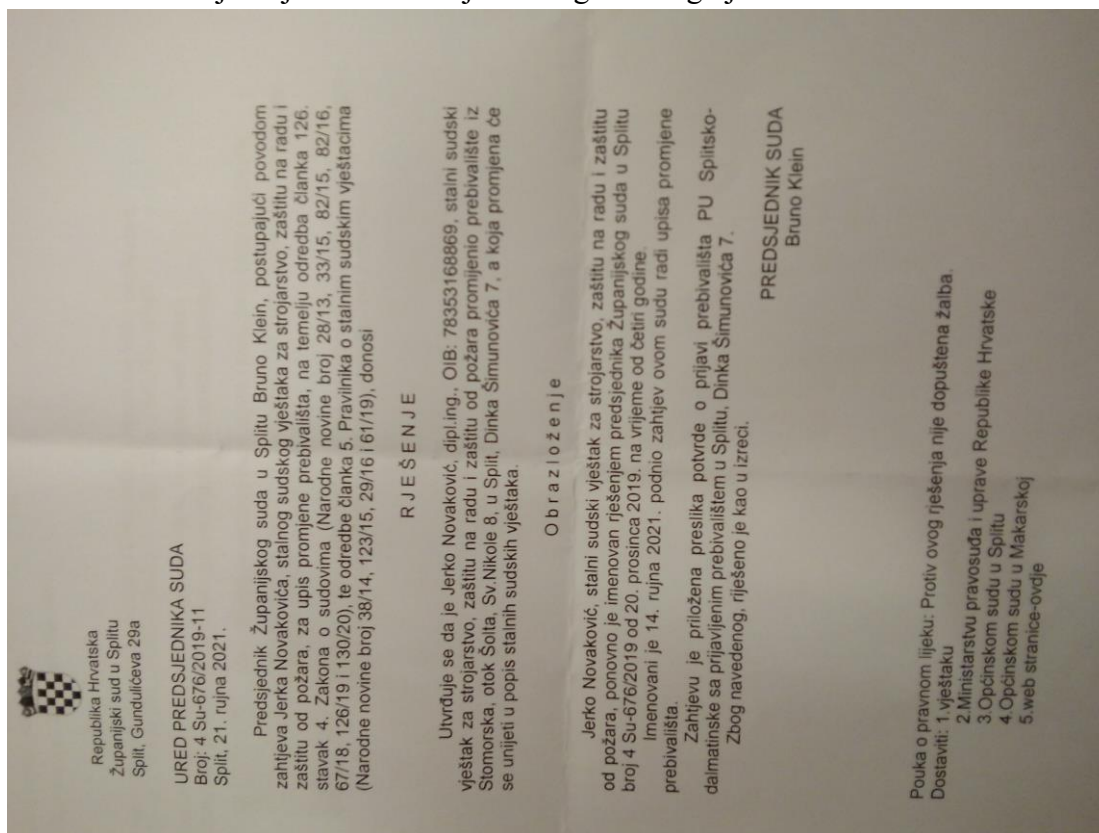 Republika Hrvatska
Županijski sud u Splitu
Split, Gundulićeva 29a
URED PREDSJEDNIKA SUDA
Broj: 4 Su-676/2019-11
Split, 21. rujna 2021.
Predsjednik Županijskog suda u Splitu Bruno Klein, postupajući povodom
zahtjeva Jerka Novakovića, stalnog sudskog vještaka za strojarstvo, zaštitu na radu i
zaštitu od požara, za upis promjene prebivališta, na temelju odredba članka 126.
stavak 4. Zakona o sudovima (Narodne novine broj 28/13, 33/15, 82/15, 82/16,
67/18, 126/19 i 130/20), te odredbe članka 5. Pravilnika o stalnim sudskim vještacima
(Narodne novine broj 38/14, 123/15, 29/16 i 61/19), donosi
R J E Š E N J E
Utvrđuje se da je Jerko Novaković, dipl.ing., OIB: 78353168869, stalni sudski
vještak za strojarstvo, zaštitu na radu i zaštitu od požara promijenio prebivalište iz
Stomorska, otok Šolta, Sv.Nikole 8, u Split, Dinka Šimunovića 7, a koja promjena će
se unijeti u popis stalnih sudskih vještaka.
O b r a z l o ž e n j e
Jerko Novaković, stalni sudski vještak za strojarstvo, zaštitu na radu i zaštitu
od požara, ponovno je imenovan rješenjem predsjednika Županijskog suda u Splitu
broj 4 Su-676/2019 od 20. prosinca 2019. na vrijeme od četiri godine.
Imenovani je 14. rujna 2021. podnio zahtjev ovom sudu radi upisa promjene
prebivališta.
Zahtjevu je priložena preslika potvrde o prijavi prebivališta PU Splitsko-
dalmatinske sa prijavljenim prebivalištem u Splitu, Dinka Šimunovića 7.
Zbog navedenog, riješeno je kao u izreci.
PREDSJEDNIK SUDA
Bruno Klein
Pouka o pravnom lijeku: Protiv ovog rješenja nije dopuštena žalba.
Dostaviti: 1.vještaku
2.Ministarstvu pravosuđa i uprave Republike Hrvatske
3.Općinskom sudu u Splitu
4.Općinskom sudu u Makarskoj
5.web stranice-ovdje